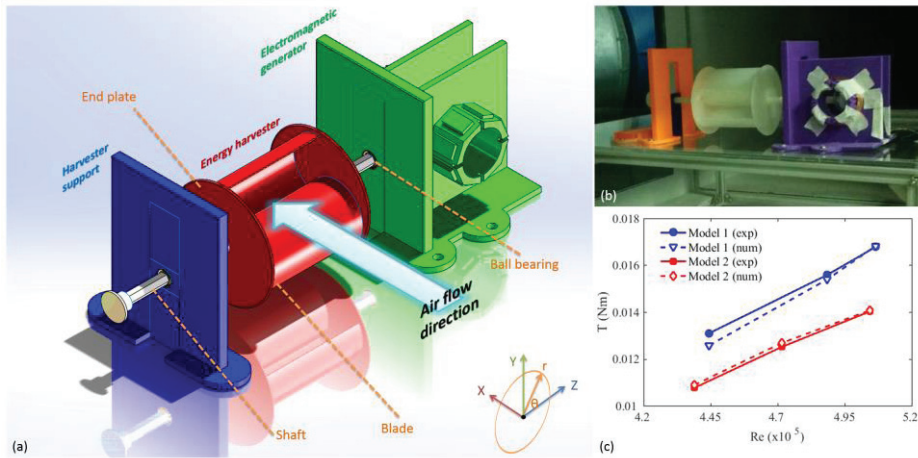 Electromagnetic
generator
End plate
Energy harvester
Harvester
support
Ball bearing
Air flow
direction
Y
r
X
Z
θ
Shaft
Blade
(a)
(b)
0.018
0.016
0.014
0.012
0.01
T (Nm)
Model 1 (exp)
Model 1 (num)
Model 2 (exp)
Model 2 (num)
4.2 4.45 4.7 4.95 5.2
Re (x10 5)
(c)